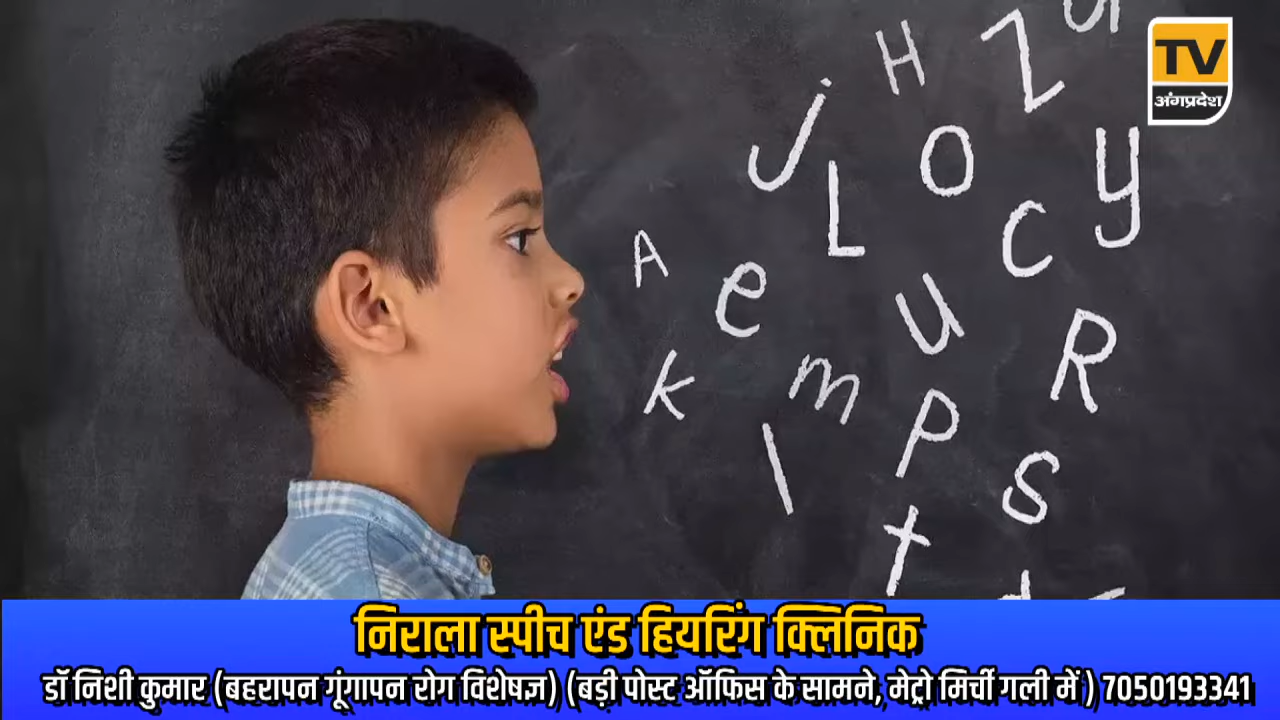 H
Z
TV
अंगप्रदेश
J
O
y
L
C
A
e
u
R
K
m
P
l
S
t
निराला स्पीच एंड हियरिंग क्लिनिक
डॉ निशी कुमार (बहरापन गूंगापन रोग विशेषज्ञ) (बड़ी पोस्ट ऑफिस के सामने, मेट्रो मिर्ची गली में ) 7050193341